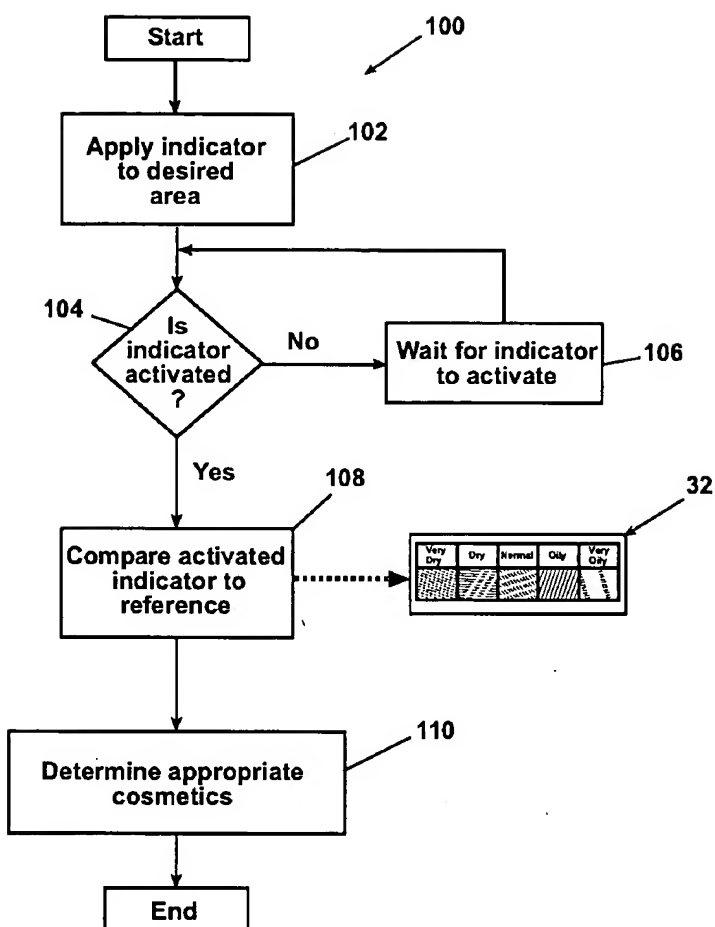 Start
100
Apply indicator
to desired
area
102
104
Is
indicator
activated
?
No
Wait for indicator
to activate
106
Yes
108
Compare activated
indicator to
reference
32
Very
Dry
Dry
Normal
Oily
Very
Oily
110
Determine appropriate
cosmetics
End